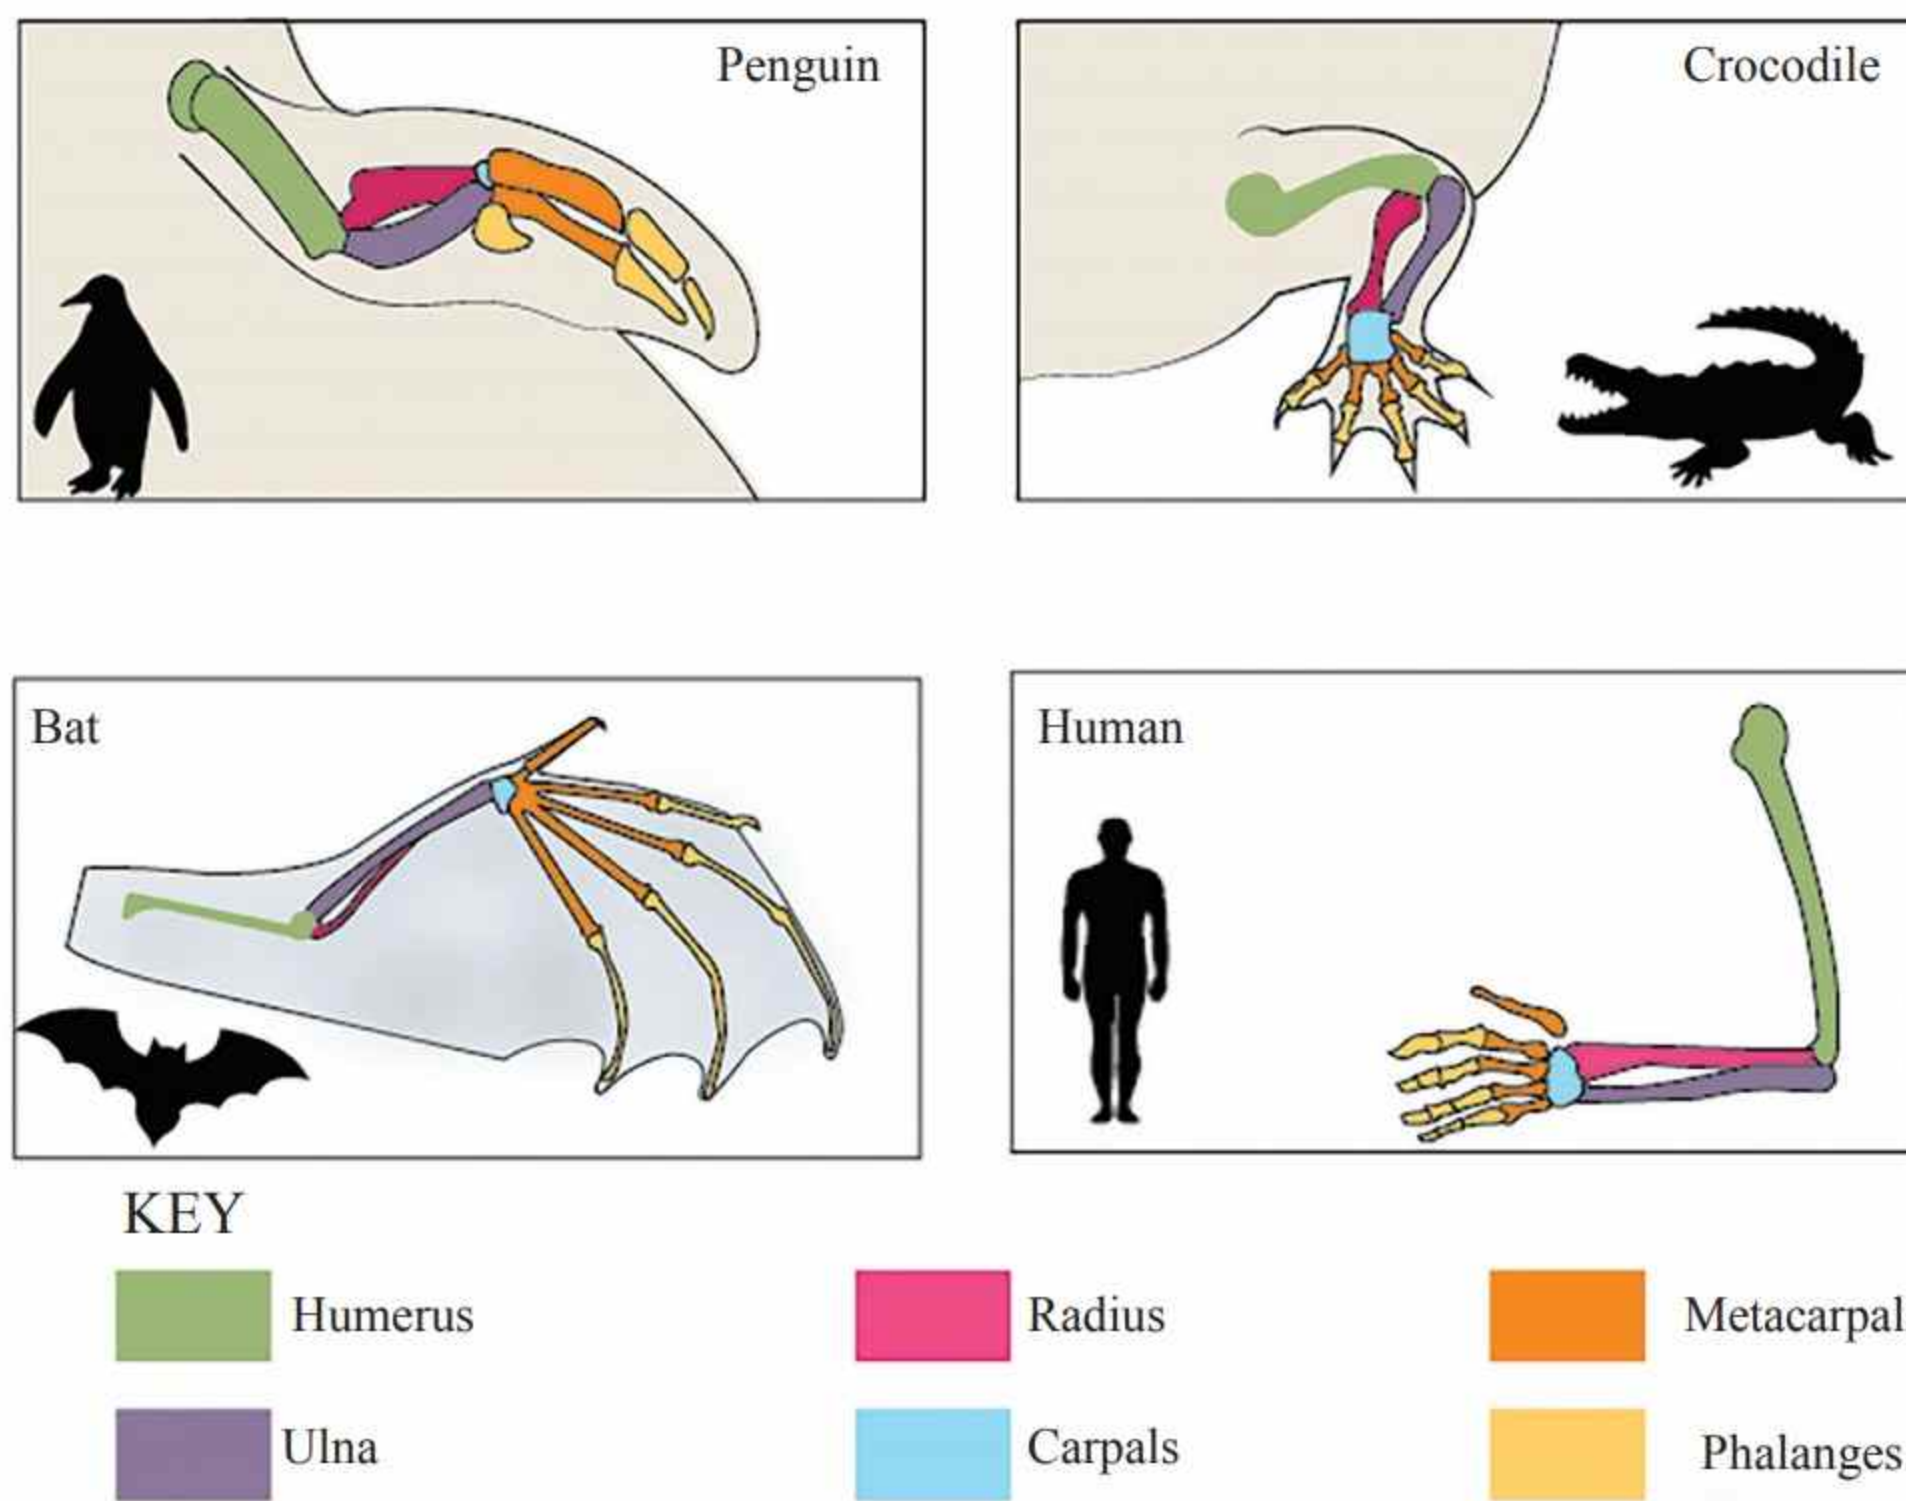 Penguin
Crocodile
Bat
Human
KEY
Humerus
Radius
Metacarpal
Ulna
Carpals
Phalanges